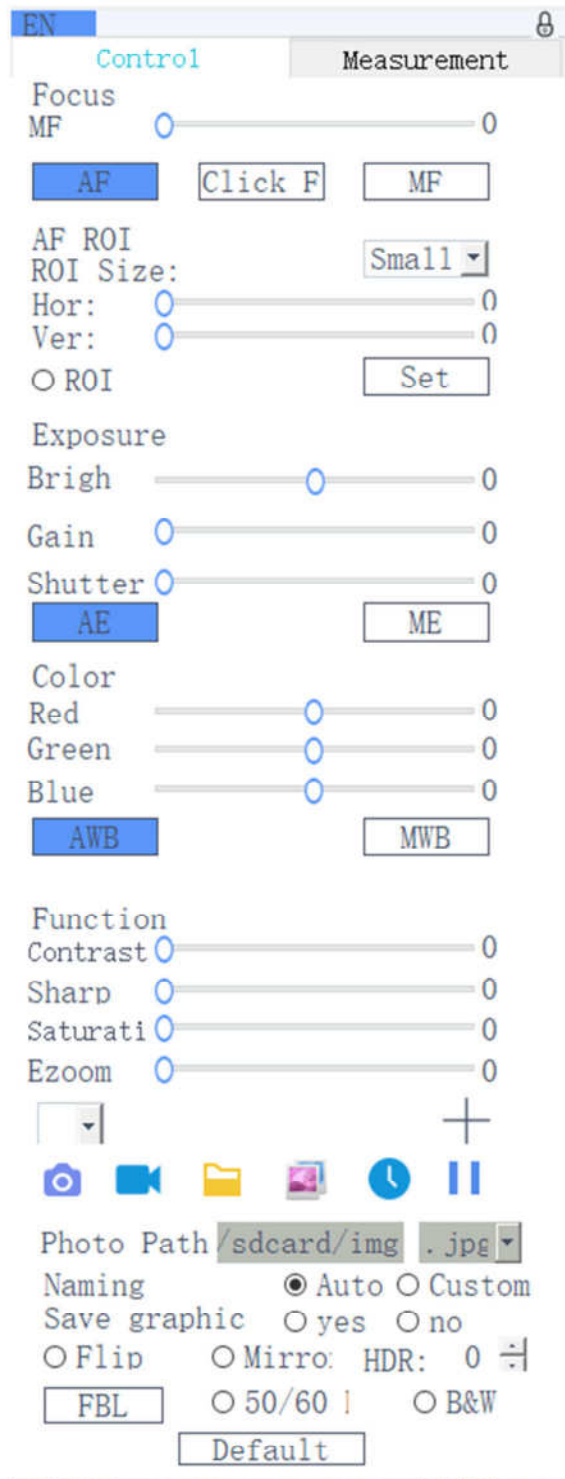 EN
Control Measurement
Focus
MF 0
AF Click F MF
AF ROI
ROI Size: Small
Hor: 0
Ver: 0
ROI Set
Exposure
Brigh 0
Gain 0
Shutter 0
AE ME
Color
Red 0
Green 0
Blue 0
AWB MWB
Function
Contrast 0
Sharp 0
Saturati 0
Ezoom 0
Photo Path /sdcard/img .jpg
Naming Auto Custom
Save graphic yes no
Flip Mirro HDR: 0
FBL 50/60 B&W
Default